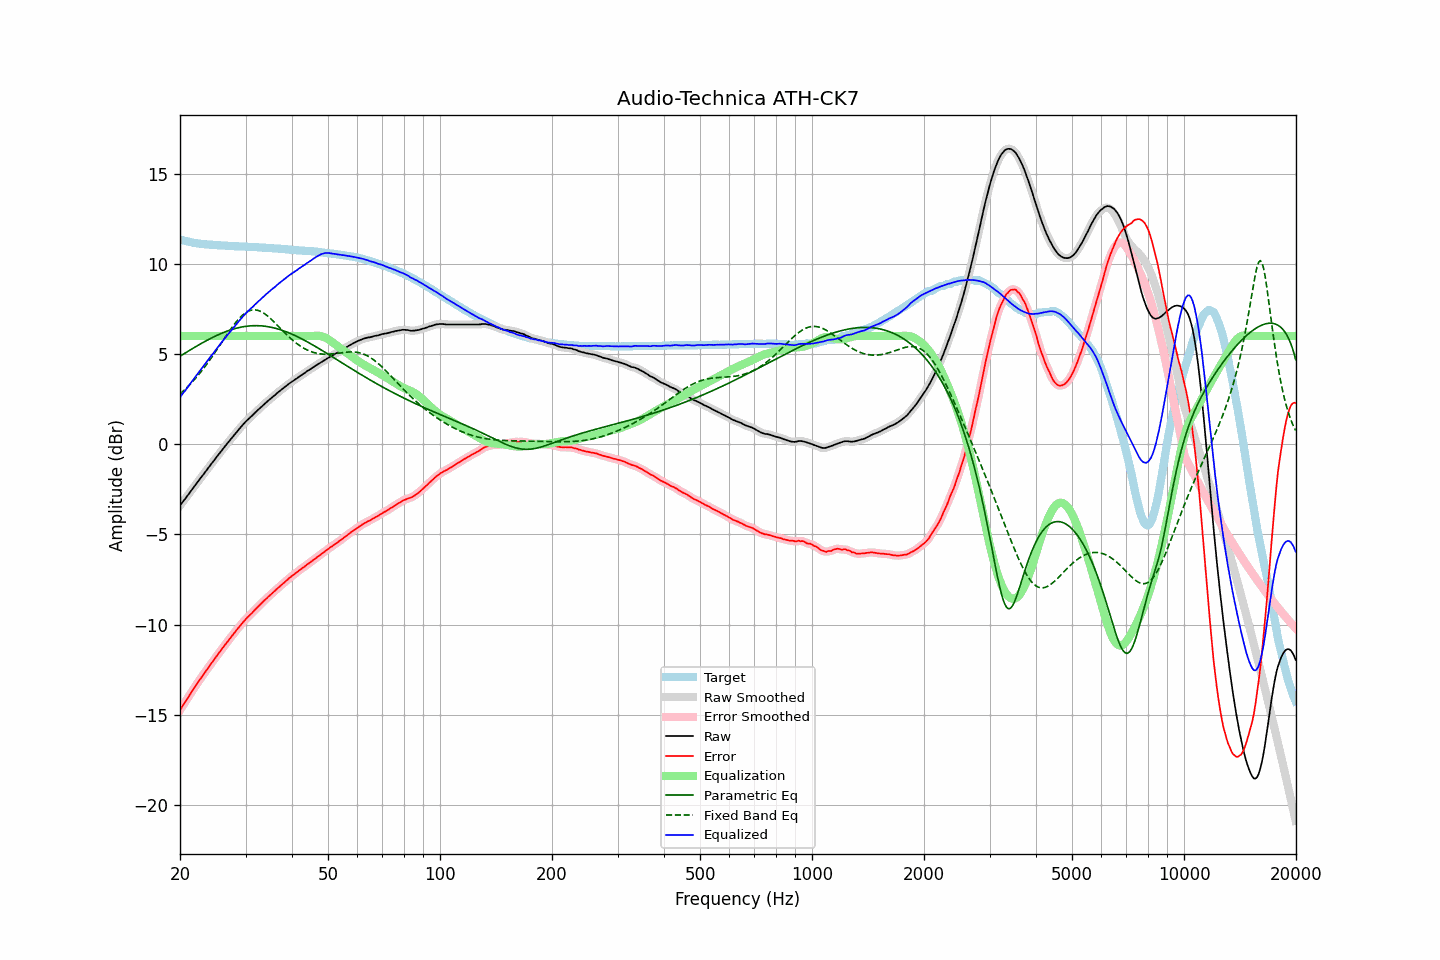 Audio-Technica ATH-CK7
Amplitude (dBr)
15
10
5
0
−5
−10
−15
−20
Target
Raw Smoothed
Error Smoothed
Raw
Error
Equalization
Parametric Eq
Fixed Band Eq
Equalized
20 50 100 200 500 1000 2000 5000 10000 20000
Frequency (Hz)